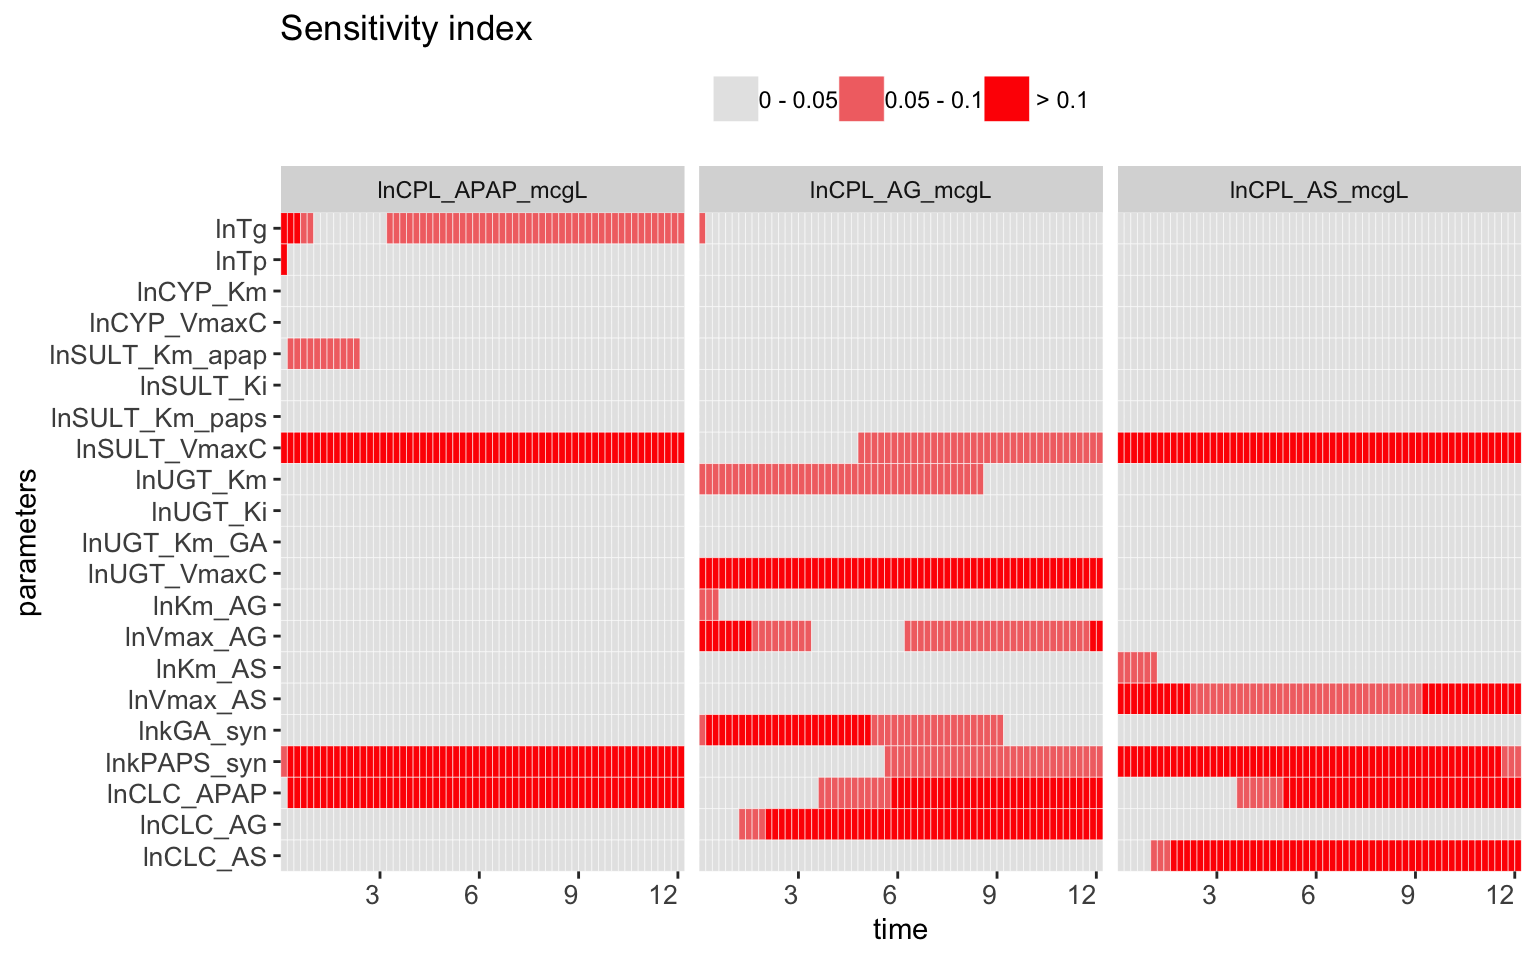 Sensitivity index
0 - 0.05 0.05 - 0.1 > 0.1
lnCPL_APAP_mcgL lnCPL_AG_mcgL lnCPL_AS_mcgL
parameters
lnTg
lnTp
lnCYP_Km
lnCYP_VmaxC
lnSULT_Km_apap
lnSULT_Ki
lnSULT_Km_paps
lnSULT_VmaxC
lnUGT_Km
lnUGT_Ki
lnUGT_Km_GA
lnUGT_VmaxC
lnKm_AG
lnVmax_AG
lnKm_AS
lnVmax_AS
lnkGA_syn
lnkPAPS_syn
lnCLC_APAP
lnCLC_AG
lnCLC_AS
3 6 9 12 3 6 9 12 3 6 9 12
time